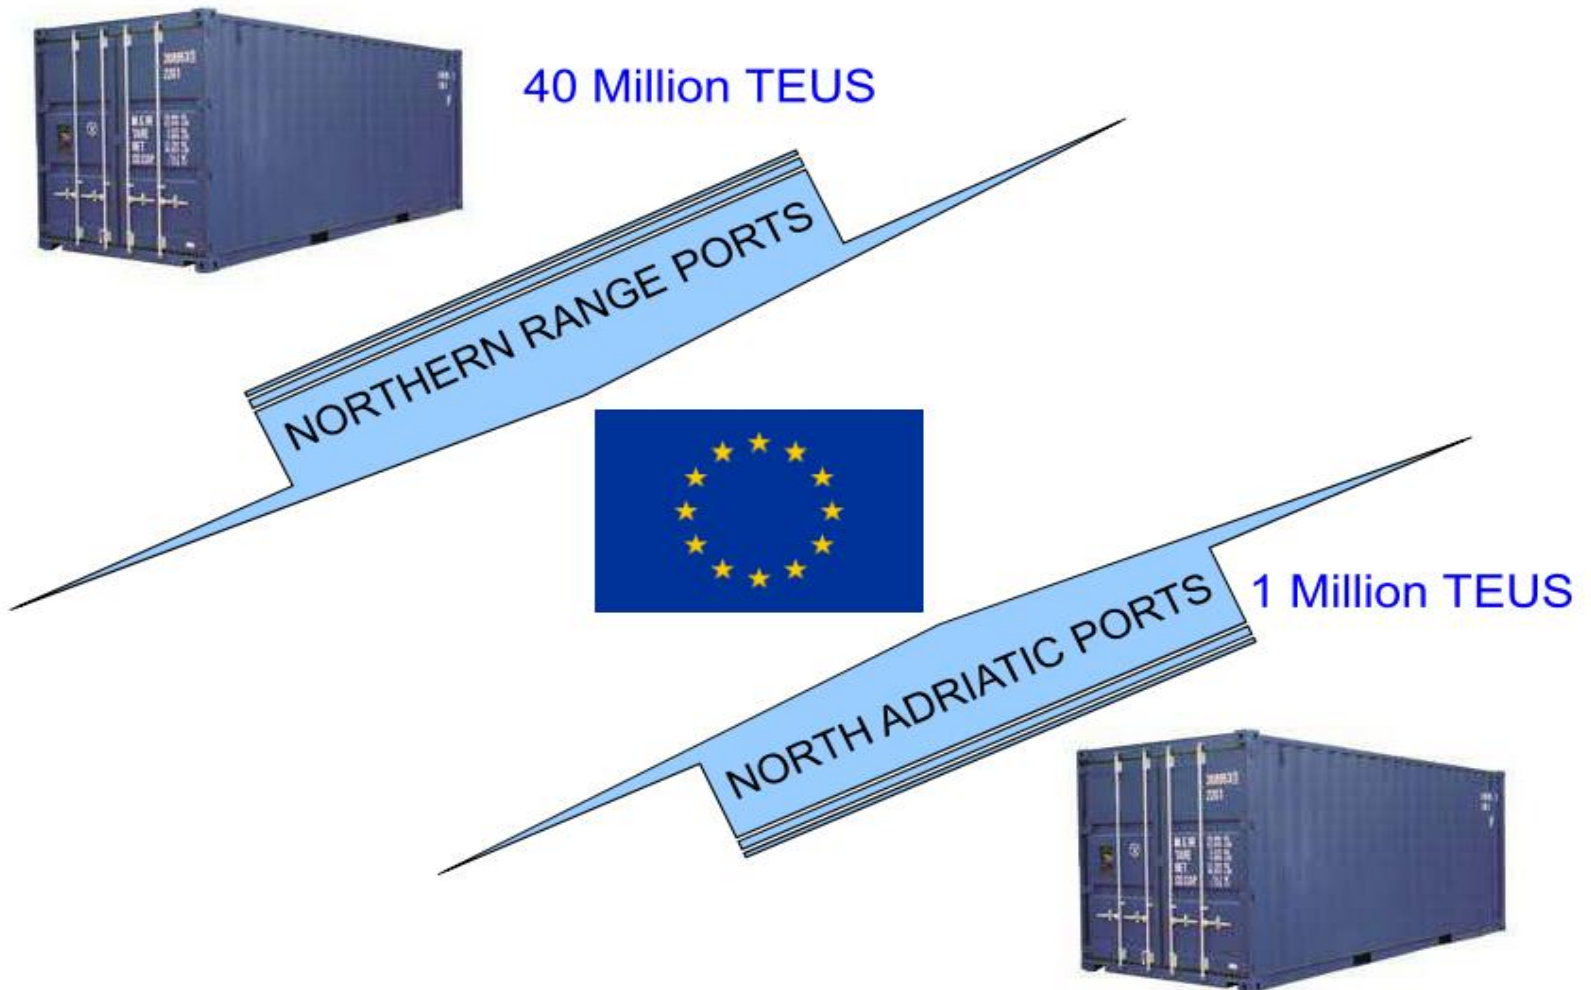 40 Million TEUS
NORTHERN RANGE PORTS
1 Million TEUS
NORTH ADRIATIC PORTS